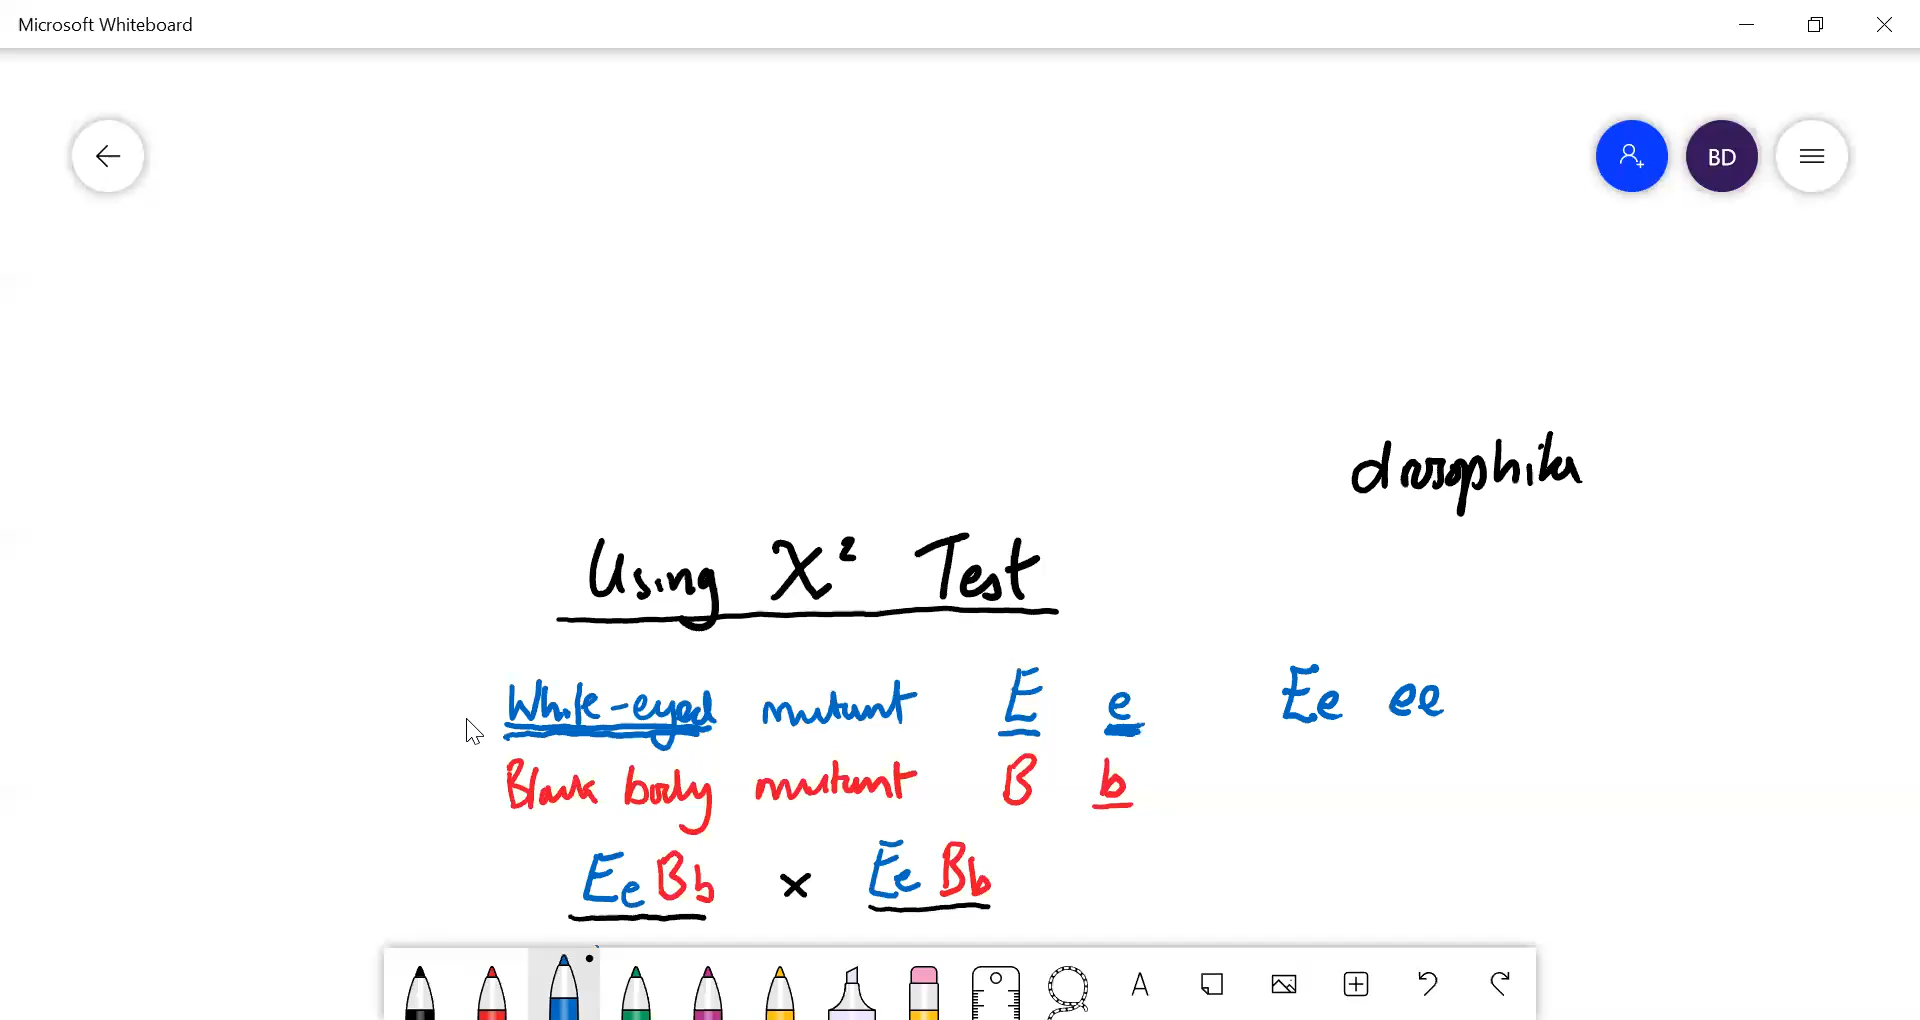 Microsoft Whiteboard
BD
drosophila
Using X² Test
White-eyed mutant E e Ee ee
Black body mutant B b
EeBb x EeBb
A